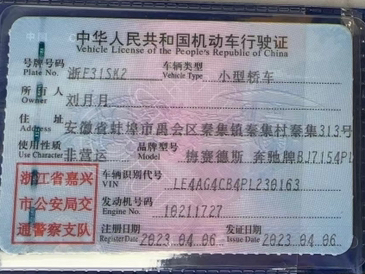 中华人民共和国机动车行驶证
Vehicle License of the People's Republic of China
号牌号码 浙F31SK2 车辆类型 小型轿车
Plate No. Vehicle Type
所有人 刘月月
Owner
住址 安徽省蚌埠市禹会区秦集镇秦集村秦集313号
Address
使用性质 非营运 品牌型号 梅赛德斯 奔驰牌BJ7154PL
Use Character Model
浙江省嘉兴
市公安局交
通警察支队
车辆识别代号 LE4AG4CB4PL230163
VIN
发动机号码 10211727
Engine No.
注册日期 2023 04 06 发证日期 2023 04 06
Register Date Issue Date